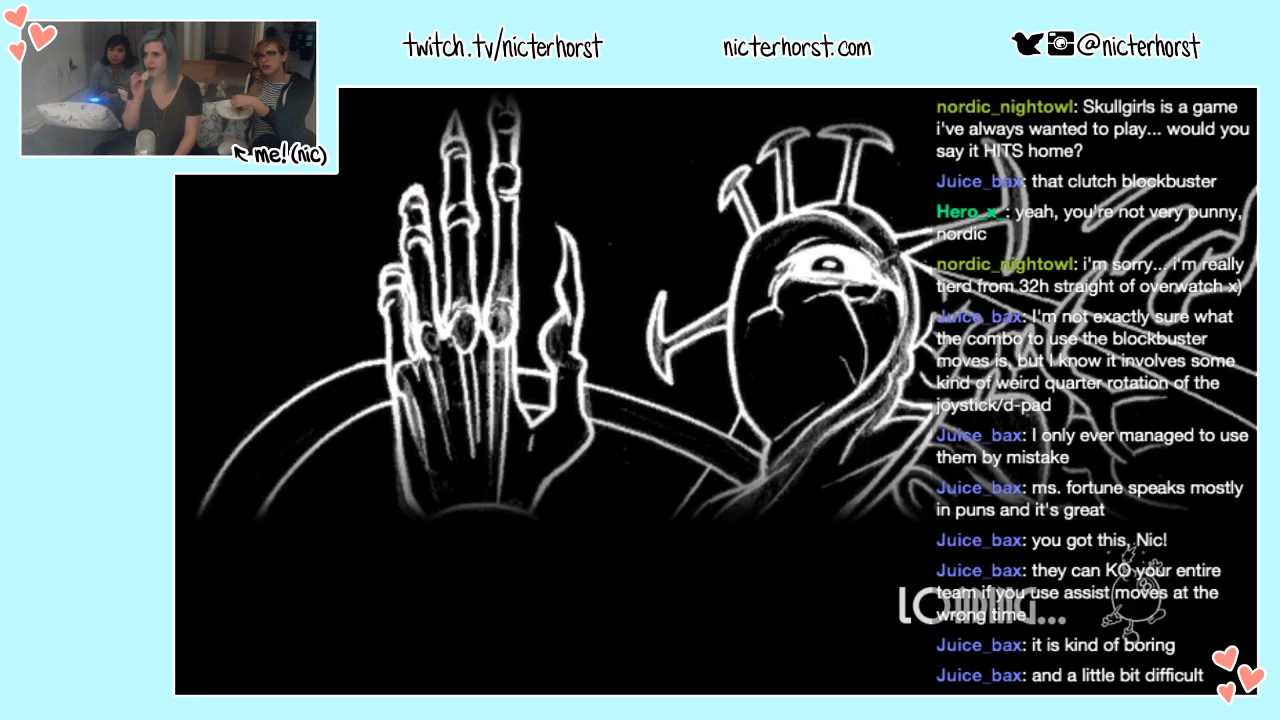 twitch.tv/nicterhorst
nicterhorst.com
@nicterhorst
me! (nic)
nordic_nightowl: Skullgirls is a game
i've always wanted to play... would you
say it HITS home?
Juice_bax: that clutch blockbuster
Hero_x_: yeah, you're not very punny,
nordic
nordic_nightowl: i'm sorry... i'm really
tierd from 32h straight of overwatch x)
Juice_bax: I'm not exactly sure what
the combo to use the blockbuster
moves is, but I know it involves some
kind of weird quarter rotation of the
joystick/d-pad
Juice_bax: I only ever managed to use
them by mistake
Juice_bax: ms. fortune speaks mostly
in puns and it's great
Juice_bax: you got this, Nic!
Juice_bax: they can KO your entire
team if you use assist moves at the
wrong time
LOADING...
Juice_bax: it is kind of boring
Juice_bax: and a little bit difficult